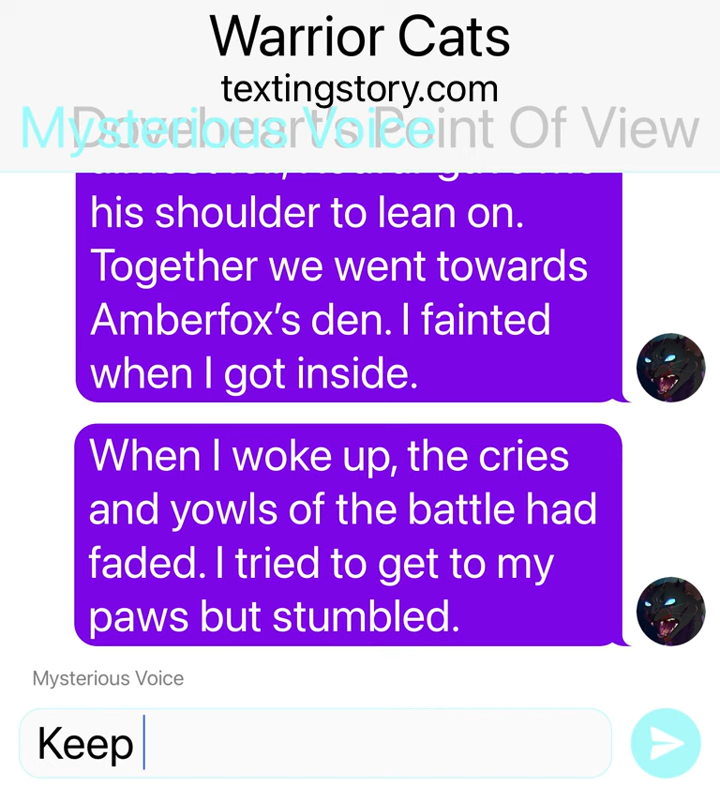 Warrior Cats
textingstory.com
Mysterious Voice
Dovebeart's Point Of View
his shoulder to lean on.
Together we went towards
Amberfox's den. I fainted
when I got inside.
When I woke up, the cries
and yowls of the battle had
faded. I tried to get to my
paws but stumbled.
Mysterious Voice
Keep